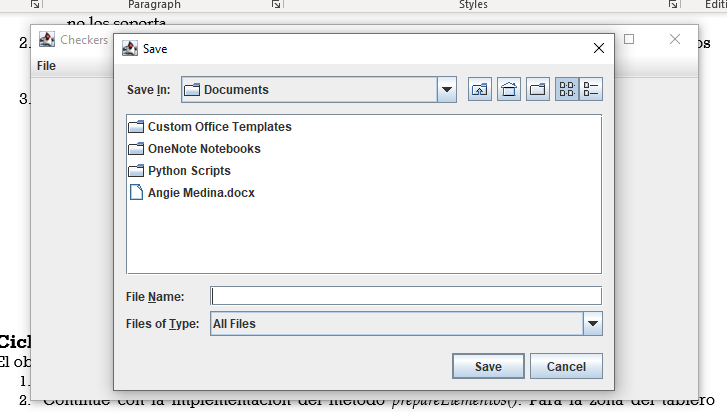 Paragraph
Styles
Editi
no los soporta
2.
Checkers
os
File
3.
Save
Save In:
Documents
Custom Office Templates
OneNote Notebooks
Python Scripts
Angie Medina.docx
File Name:
Files of Type:
All Files
Save
Cancel
Cicl
El ob
1.
2. Continúe con la implementación del método prepareElementos(). Para la zona del tablero